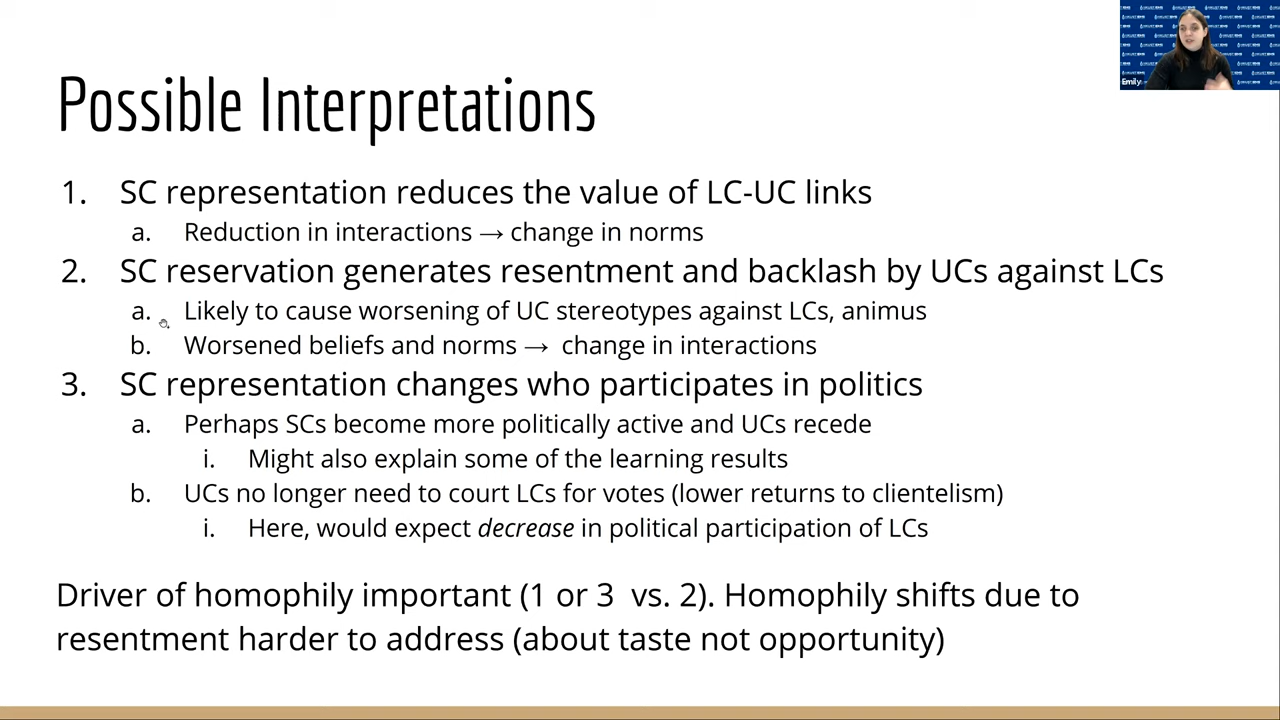 Possible Interpretations
1. SC representation reduces the value of LC-UC links
a. Reduction in interactions → change in norms
2. SC reservation generates resentment and backlash by UCs against LCs
a. Likely to cause worsening of UC stereotypes against LCs, animus
b. Worsened beliefs and norms → change in interactions
3. SC representation changes who participates in politics
a. Perhaps SCs become more politically active and UCs recede
i. Might also explain some of the learning results
b. UCs no longer need to court LCs for votes (lower returns to clientelism)
i. Here, would expect decrease in political participation of LCs
Driver of homophily important (1 or 3 vs. 2). Homophily shifts due to
resentment harder to address (about taste not opportunity)
Emily